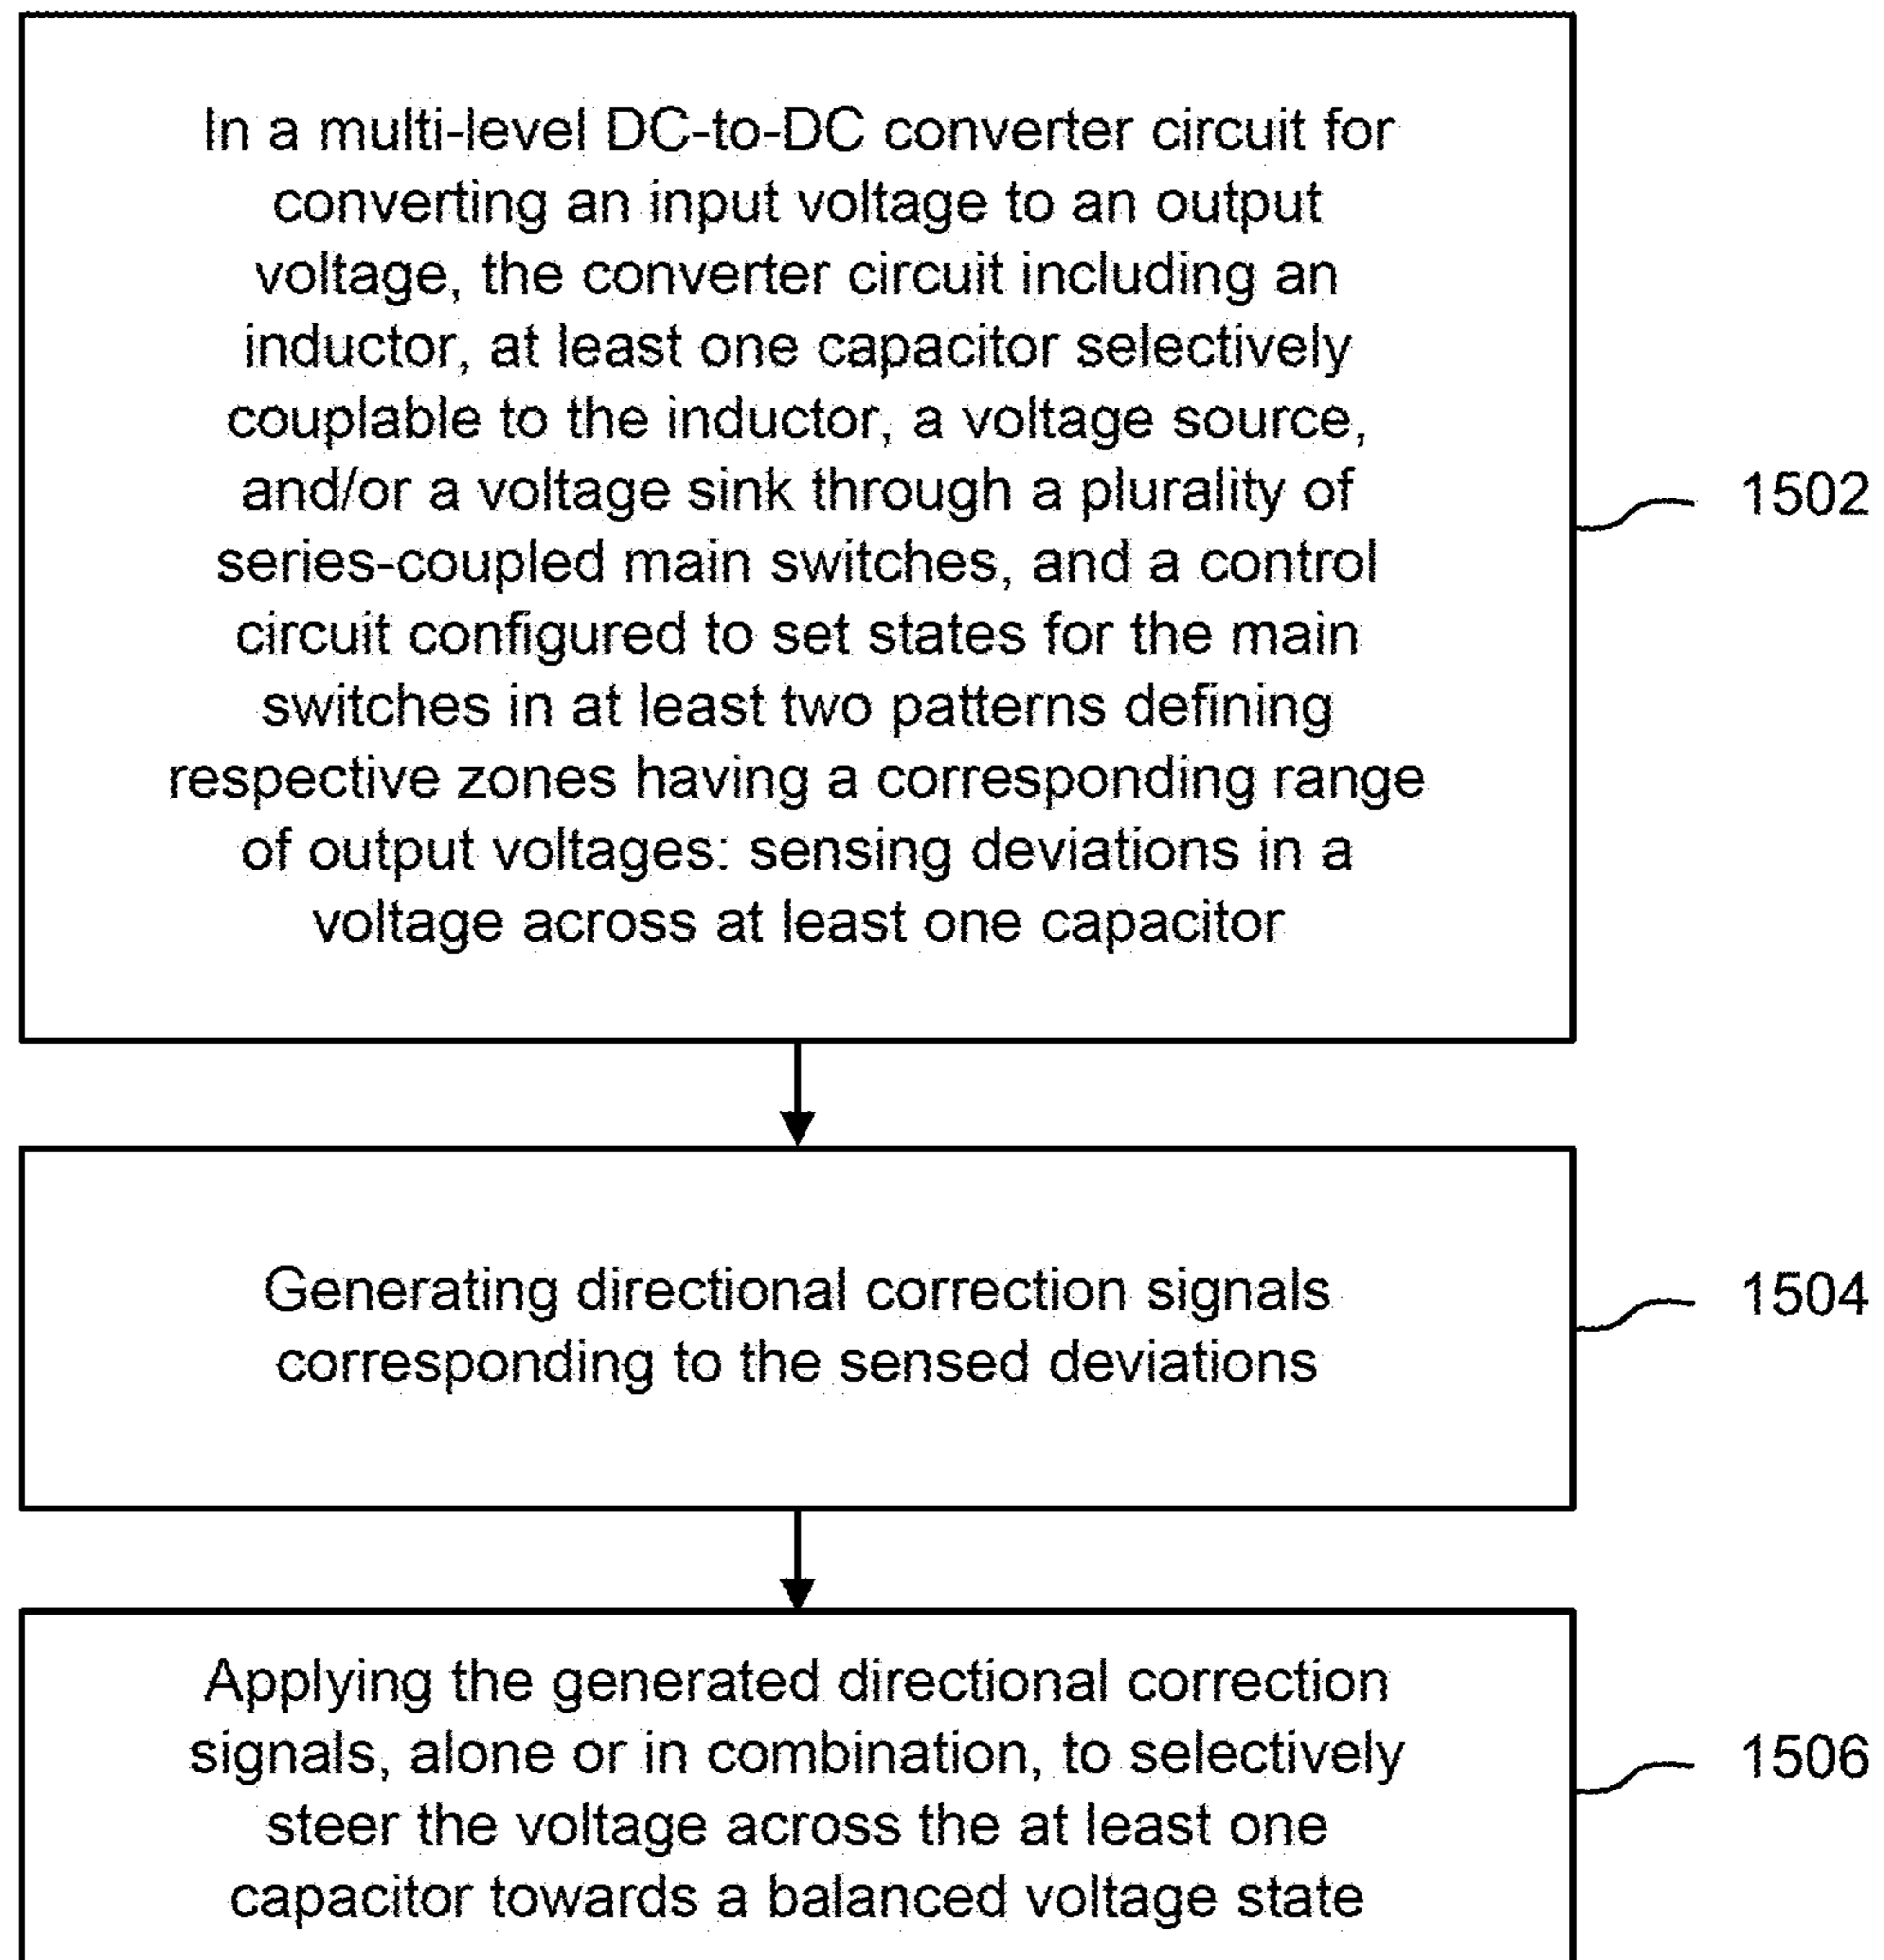 In a multi-level DC-to-DC converter circuit for
converting an input voltage to an output
voltage, the converter circuit including an
inductor, at least one capacitor selectively
couplable to the inductor, a voltage source,
and/or a voltage sink through a plurality of
series-coupled main switches, and a control
circuit configured to set states for the main
switches in at least two patterns defining
respective zones having a corresponding range
of output voltages: sensing deviations in a
voltage across at least one capacitor
1502
Generating directional correction signals
corresponding to the sensed deviations
1504
Applying the generated directional correction
signals, alone or in combination, to selectively
steer the voltage across the at least one
capacitor towards a balanced voltage state
1506